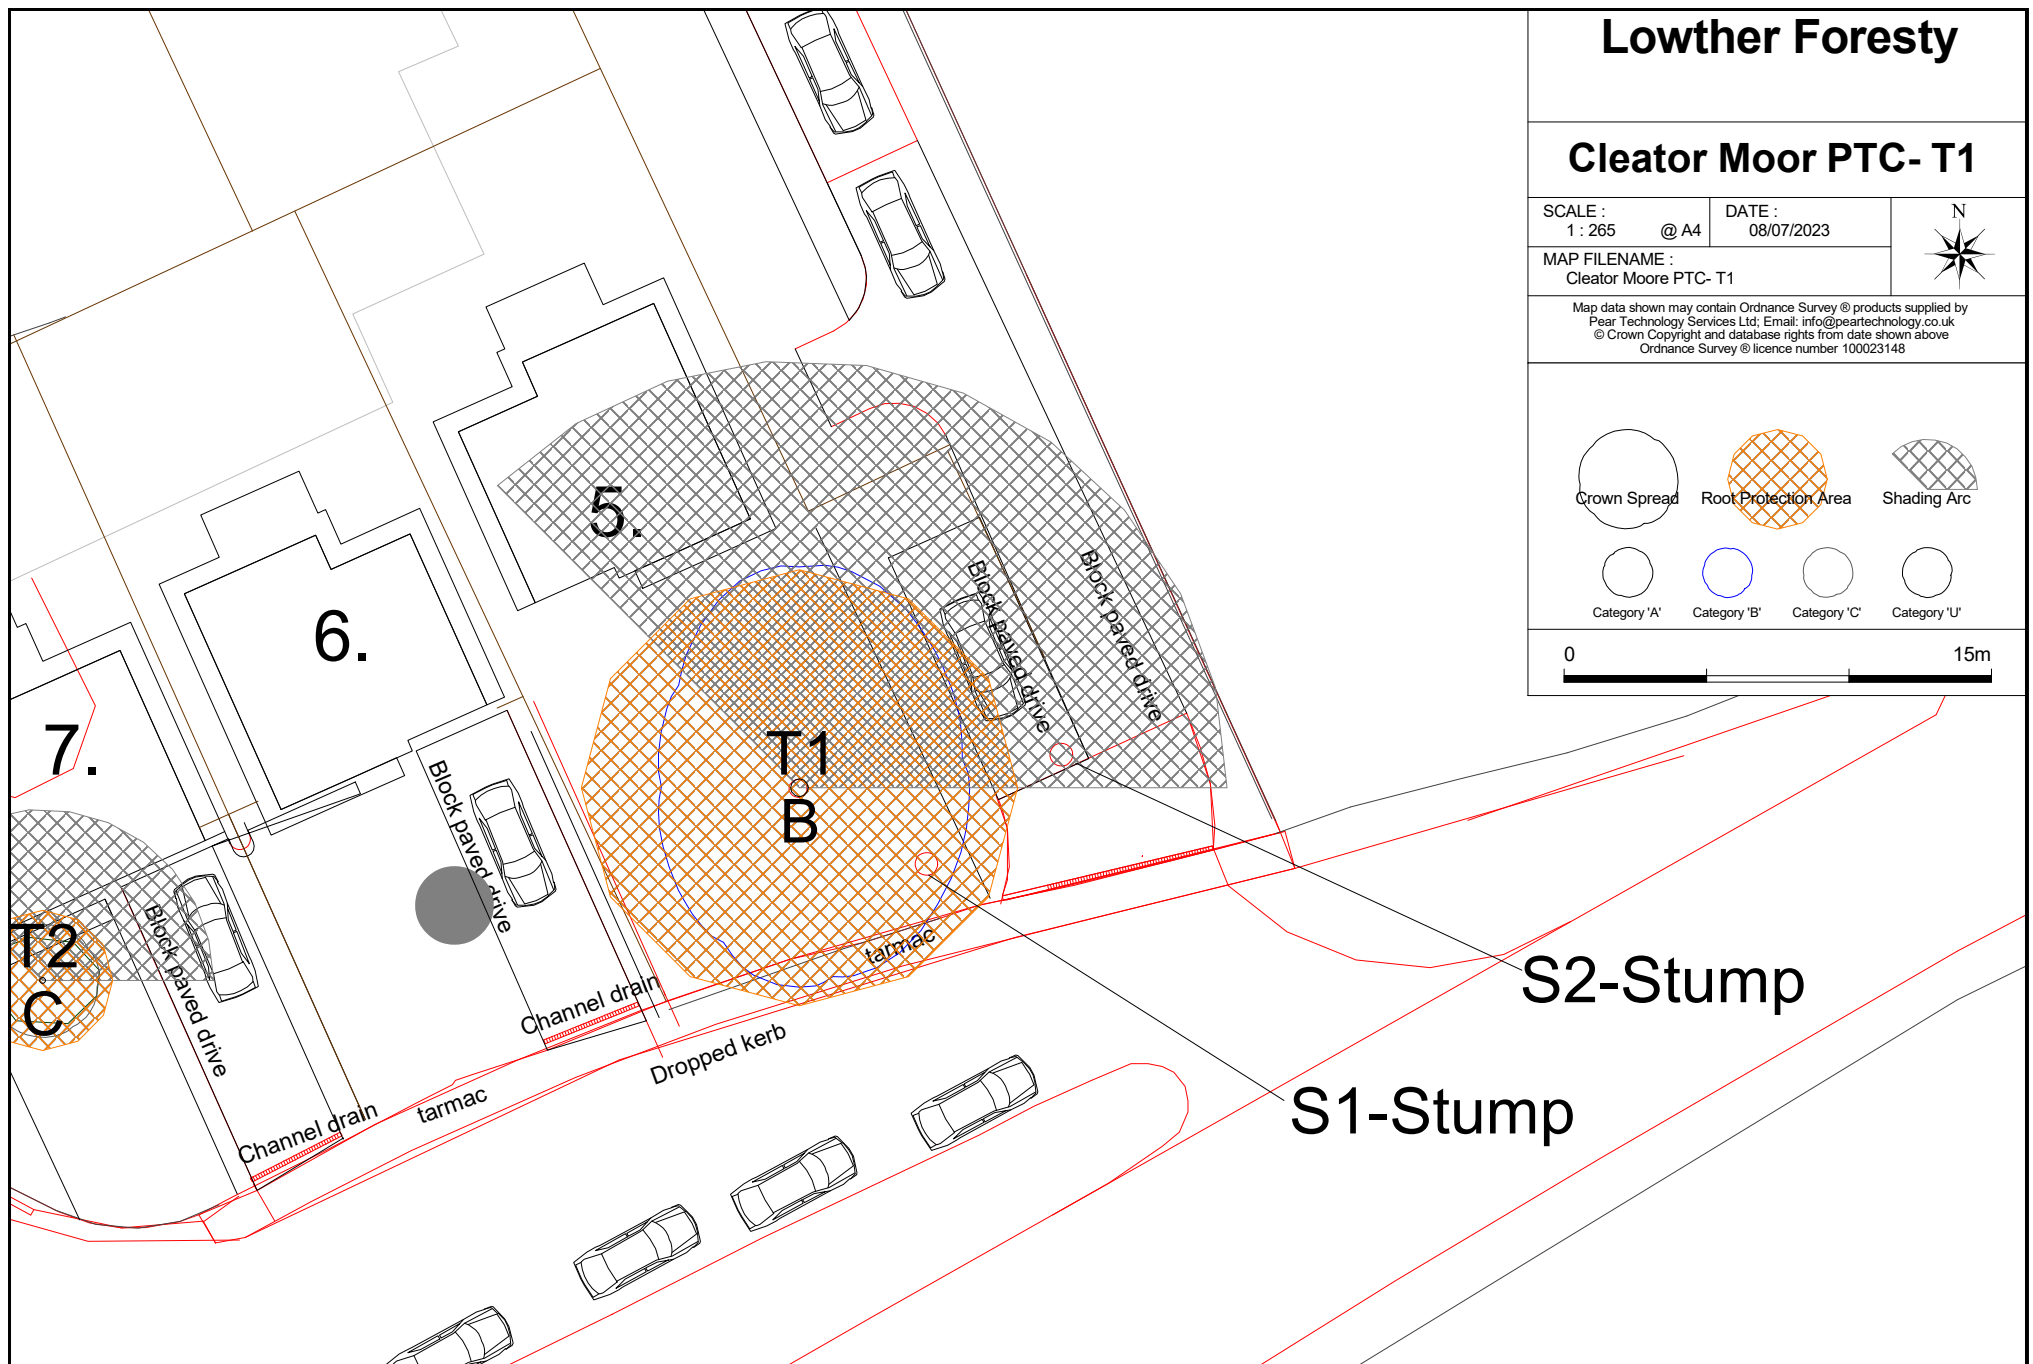 Lowther Foresty
Cleator Moor PTC- T1
SCALE :
1 : 265 @ A4
DATE :
08/07/2023
N
MAP FILENAME :
Cleator Moore PTC- T1
Map data shown may contain Ordnance Survey ® products supplied by
Pear Technology Services Ltd; Email: info@peartechnology.co.uk
© Crown Copyright and database rights from date shown above
Ordnance Survey ® licence number 100023148
Crown Spread
Root Protection Area
Shading Arc
Category 'A'
Category 'B'
Category 'C'
Category 'U'
0
15m
5.
6.
7.
Block paved drive
Block paved drive
T1
B
Block paved drive
Block paved drive
T2
C
tarmac
Channel drain
Dropped kerb
tarmac
Channel drain
S2-Stump
S1-Stump